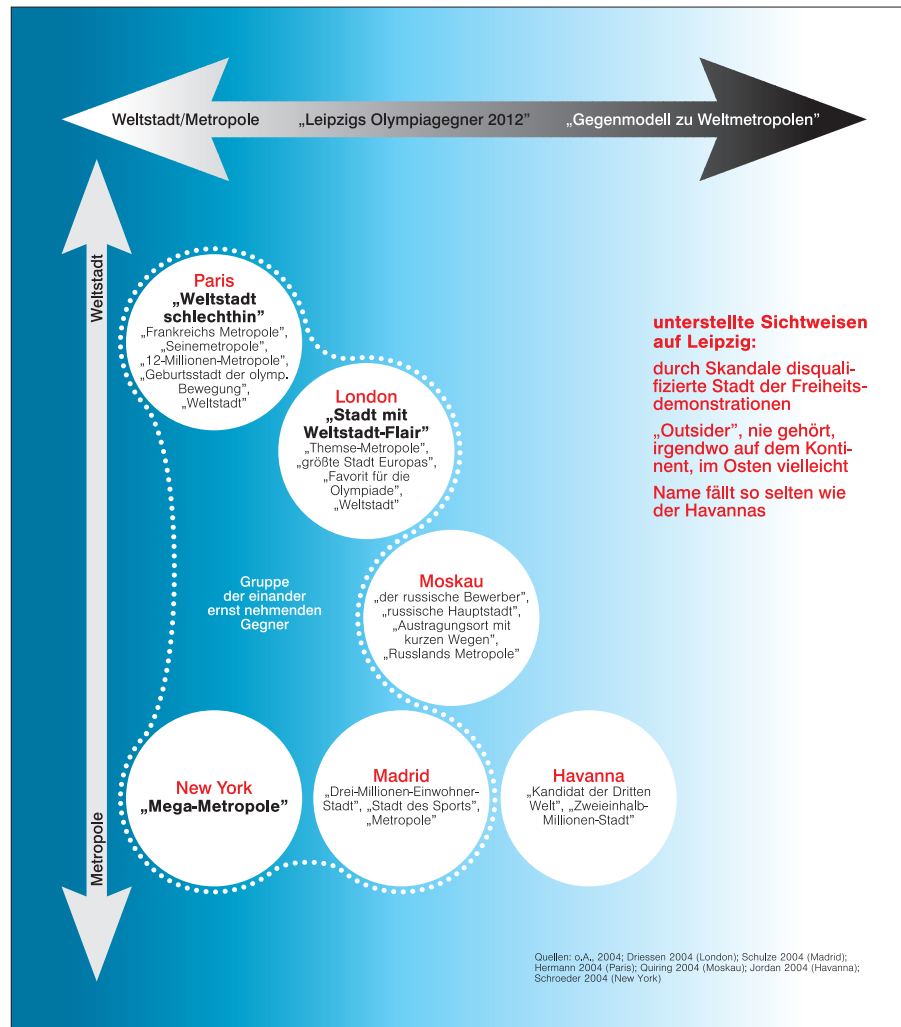 Weltstadt/Metropole „Leipzigs Olympiagegner 2012” „Gegenmodell zu Weltmetropolen”
Weltstadt
Metropole
Paris
„Weltstadt
schlechthin”
„Frankreichs Metropole”,
„Seinemetropole”,
„12-Millionen-Metropole”,
„Geburtsstadt der olymp.
Bewegung”,
„Weltstadt”
London
„Stadt mit
Weltstadt-Flair”
„Themse-Metropole”,
„größte Stadt Europas”,
„Favorit für die
Olympiade”,
„Weltstadt”
Moskau
„der russische Bewerber”,
„russische Hauptstadt”,
„Austragungsort mit
kurzen Wegen”,
„Russlands Metropole”
Gruppe
der einander
ernst nehmenden
Gegner
New York
„Mega-Metropole”
Madrid
„Drei-Millionen-Einwohner-
Stadt”, „Stadt des Sports”,
„Metropole”
Havanna
„Kandidat der Dritten
Welt”, „Zweieinhalb-
Millionen-Stadt”
unterstellte Sichtweisen
auf Leipzig:
durch Skandale disquali-
fizierte Stadt der Freiheits-
demonstrationen
„Outsider”, nie gehört,
irgendwo auf dem Konti-
nent, im Osten vielleicht
Name fällt so selten wie
der Havannas
Quellen: o.A., 2004; Driessen 2004 (London); Schulze 2004 (Madrid);
Hermann 2004 (Paris); Quiring 2004 (Moskau); Jordan 2004 (Havanna);
Schroeder 2004 (New York)